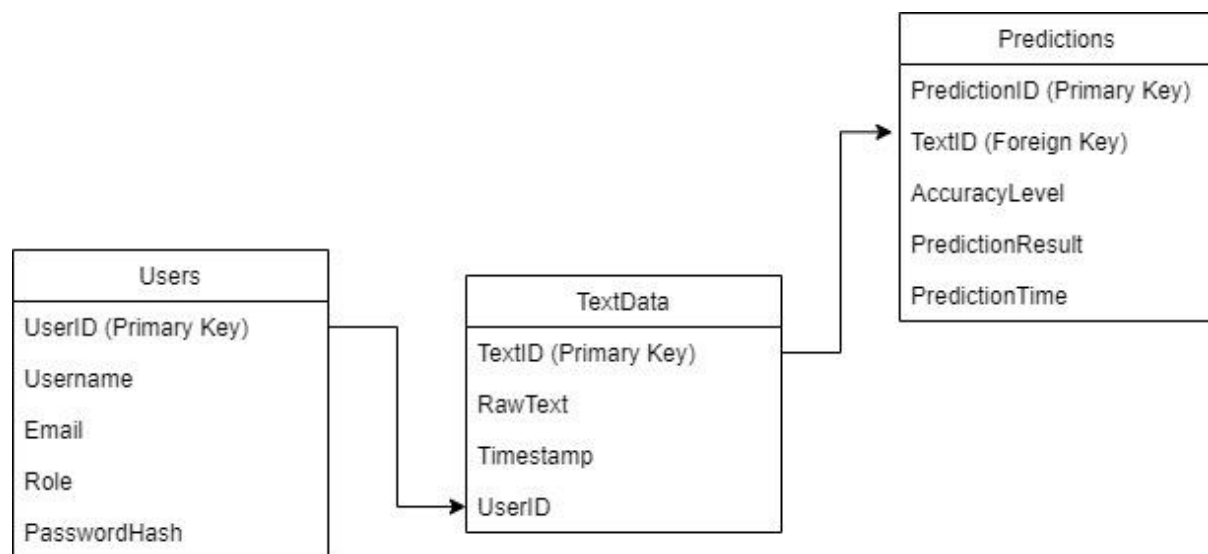 Users
UserID (Primary Key)
Username
Email
Role
PasswordHash
TextData
TextID (Primary Key)
RawText
Timestamp
UserID
Predictions
PredictionID (Primary Key)
TextID (Foreign Key)
AccuracyLevel
PredictionResult
PredictionTime